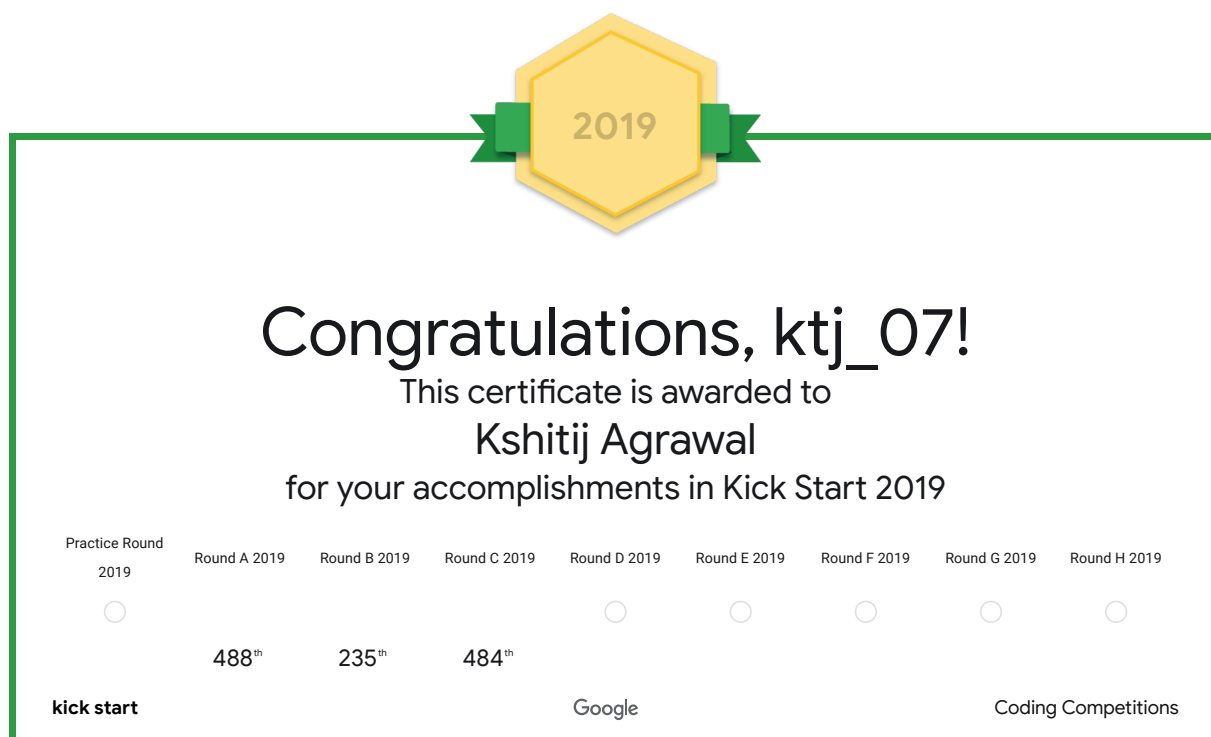 2019
Congratulations, ktj_07!
This certificate is awarded to
Kshitij Agrawal
for your accomplishments in Kick Start 2019
Practice Round
2019
Round A 2019
Round B 2019
Round C 2019
Round D 2019
Round E 2019
Round F 2019
Round G 2019
Round H 2019
488th
235th
484th
kick start
Google
Coding Competitions